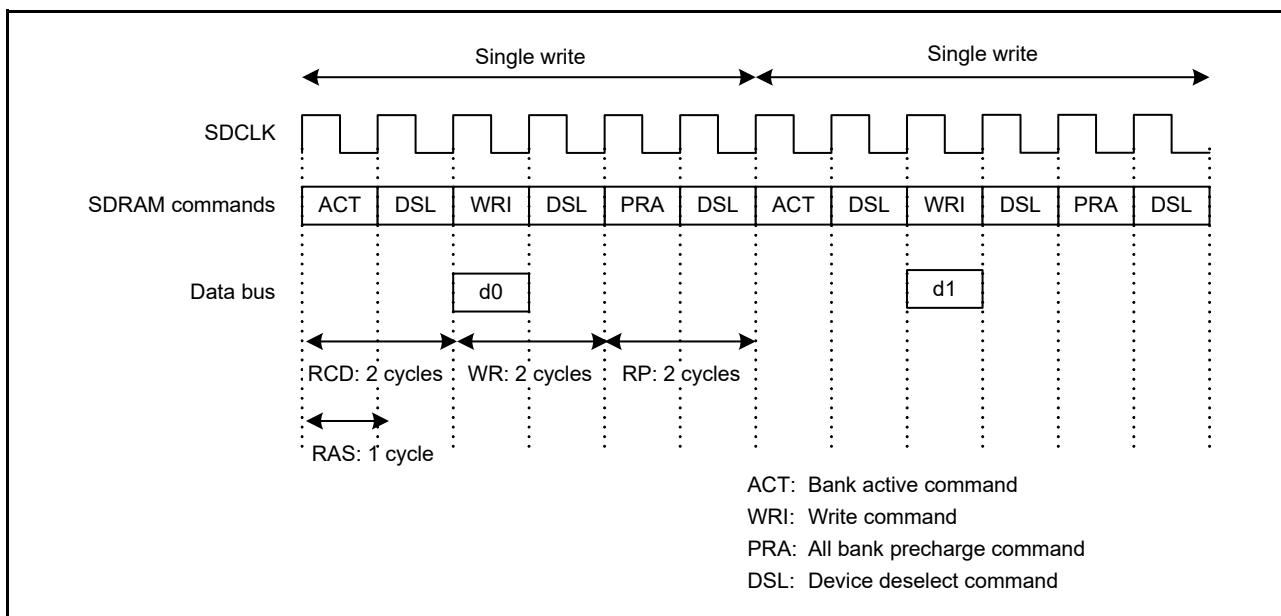 Single write Single write
SDCLK
SDRAM commands ACT DSL WRI DSL PRA DSL ACT DSL WRI DSL PRA DSL
Data bus d0 d1
RCD: 2 cycles WR: 2 cycles RP: 2 cycles
RAS: 1 cycle
ACT: Bank active command
WRI: Write command
PRA: All bank precharge command
DSL: Device deselect command